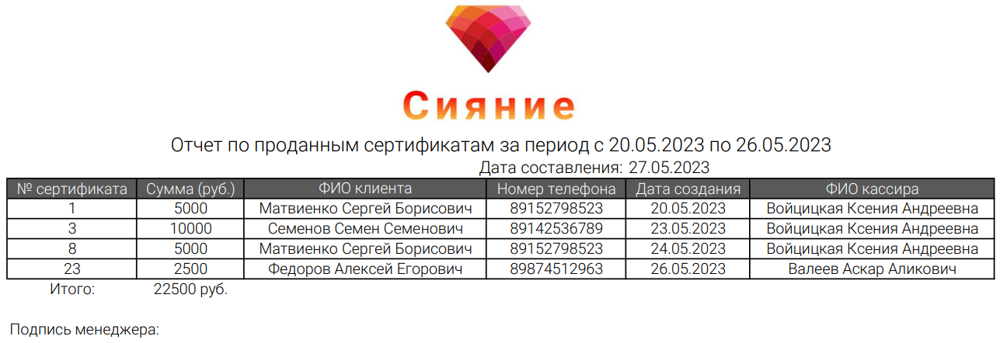 Сияние
Отчет по проданным сертификатам за период с 20.05.2023 по 26.05.2023
Дата составления: 27.05.2023
№ сертификата Сумма (руб.) ФИО клиента Номер телефона Дата создания ФИО кассира
1 5000 Матвиенко Сергей Борисович 89152798523 20.05.2023 Войцицкая Ксения Андреевна
3 10000 Семенов Семен Семенович 89142536789 23.05.2023 Войцицкая Ксения Андреевна
8 5000 Матвиенко Сергей Борисович 89152798523 24.05.2023 Войцицкая Ксения Андреевна
23 2500 Федоров Алексей Егорович 89874512963 26.05.2023 Валеев Аскар Аликович
Итого: 22500 руб.
Подпись менеджера: